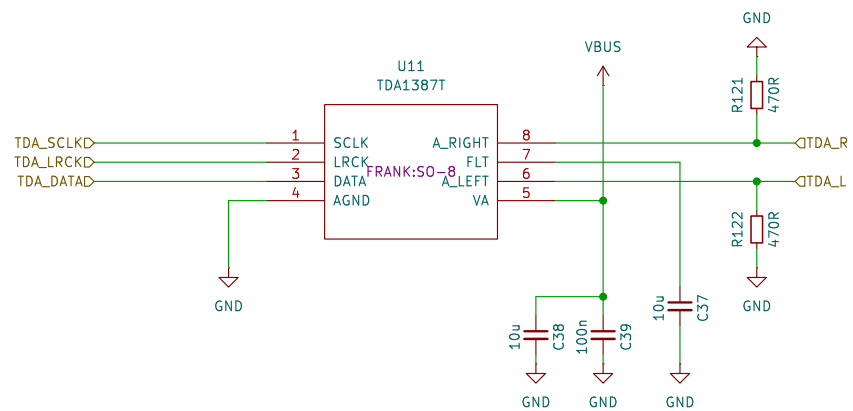 GND
VBUS
U11
TDA1387T
R121
470R
TDA_SCLK
1
SCLK
A_RIGHT
8
TDA_R
TDA_LRCK
2
LRCK
FLT
7
FRANK:SO-8
TDA_DATA
3
DATA
A_LEFT
6
TDA_L
4
AGND
VA
5
R122
470R
GND
GND
10u
C37
10u
C38
100n
C39
GND
GND
GND